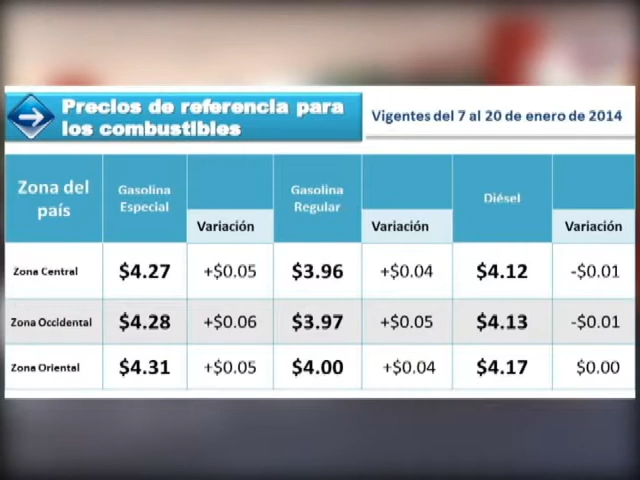 Precios de referencia para
los combustibles
Vigentes del 7 al 20 de enero de 2014
Zona del
país
Gasolina
Especial
Variación
Gasolina
Regular
Variación
Diésel
Variación
Zona Central $4.27 +$0.05 $3.96 +$0.04 $4.12 -$0.01
Zona Occidental $4.28 +$0.06 $3.97 +$0.05 $4.13 -$0.01
Zona Oriental $4.31 +$0.05 $4.00 +$0.04 $4.17 $0.00